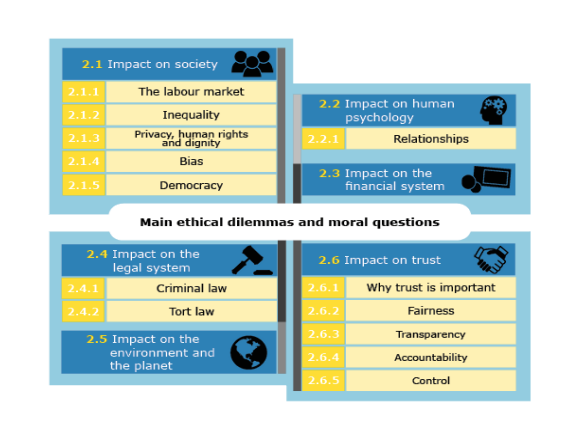 2.1 Impact on society
2.1.1 The labour market
2.1.2 Inequality
2.1.3 Privacy, human rights
and dignity
2.1.4 Bias
2.1.5 Democracy
2.2 Impact on human
psychology
2.2.1 Relationships
2.3 Impact on the
financial system
Main ethical dilemmas and moral questions
2.4 Impact on the
legal system
2.4.1 Criminal law
2.4.2 Tort law
2.5 Impact on the
environment and
the planet
2.6 Impact on trust
2.6.1 Why trust is important
2.6.2 Fairness
2.6.3 Transparency
2.6.4 Accountability
2.6.5 Control